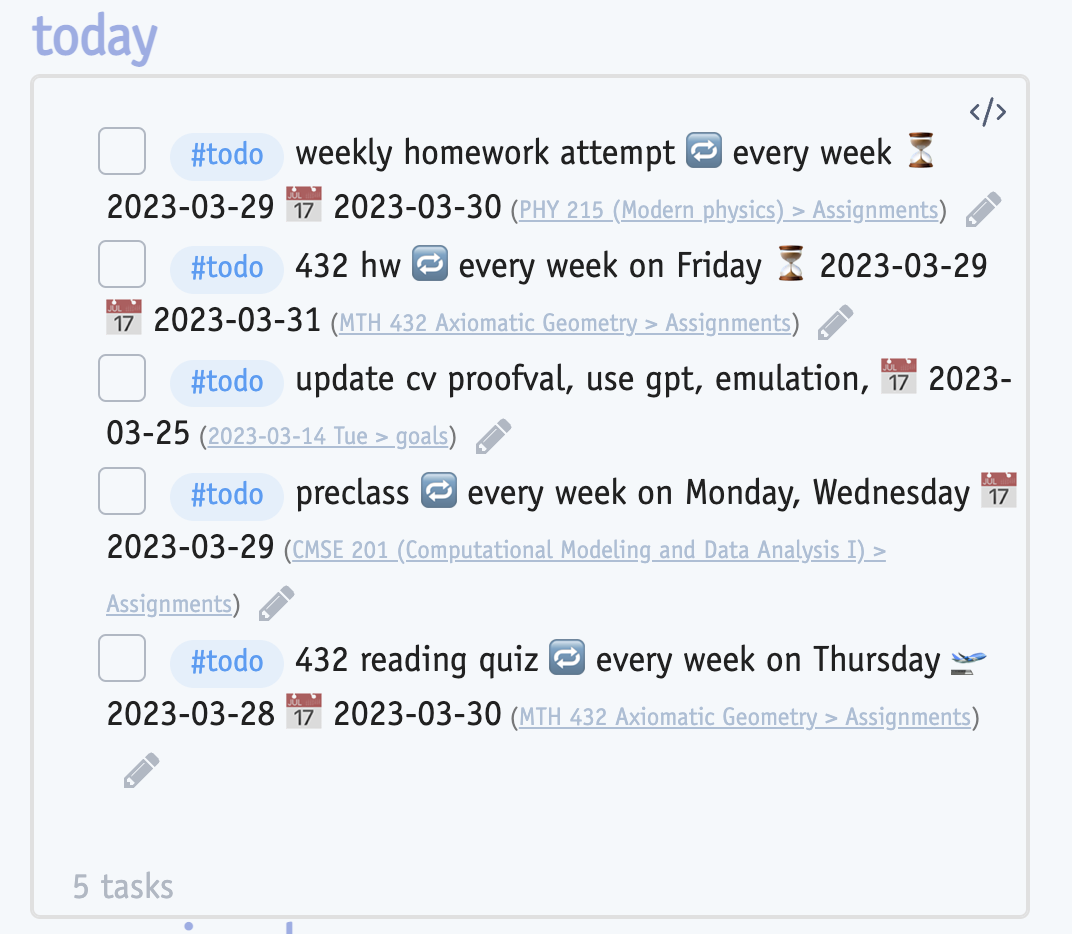 today
</>
#todo weekly homework attempt 🔁 every week ⏳
2023-03-29 📅 2023-03-30 (PHY 215 (Modern physics) > Assignments)
#todo 432 hw 🔁 every week on Friday ⏳ 2023-03-29
📅 2023-03-31 (MTH 432 Axiomatic Geometry > Assignments)
#todo update cv proofval, use gpt, emulation, 📅 2023-
03-25 (2023-03-14 Tue > goals)
#todo preclass 🔁 every week on Monday, Wednesday 📅
2023-03-29 (CMSE 201 (Computational Modeling and Data Analysis I) >
Assignments)
#todo 432 reading quiz 🔁 every week on Thursday 🛫
2023-03-28 📅 2023-03-30 (MTH 432 Axiomatic Geometry > Assignments)
5 tasks